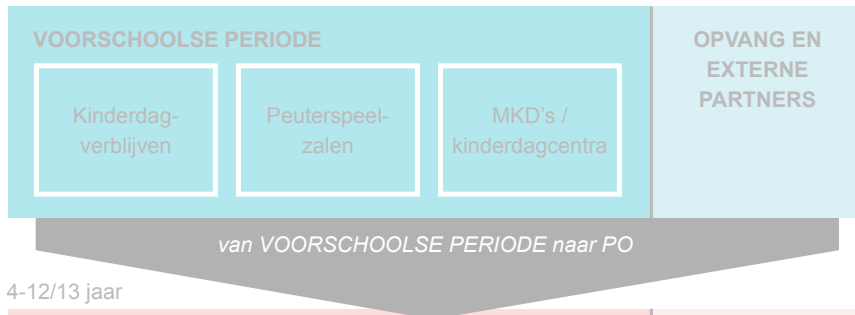 VOORSCHOOLSE PERIODE
OPVANG EN
EXTERNE
PARTNERS
Kinderdag-
verblijven
Peuterspeel-
zalen
MKD's /
kinderdagcentra
van VOORSCHOOLSE PERIODE naar PO
4-12/13 jaar